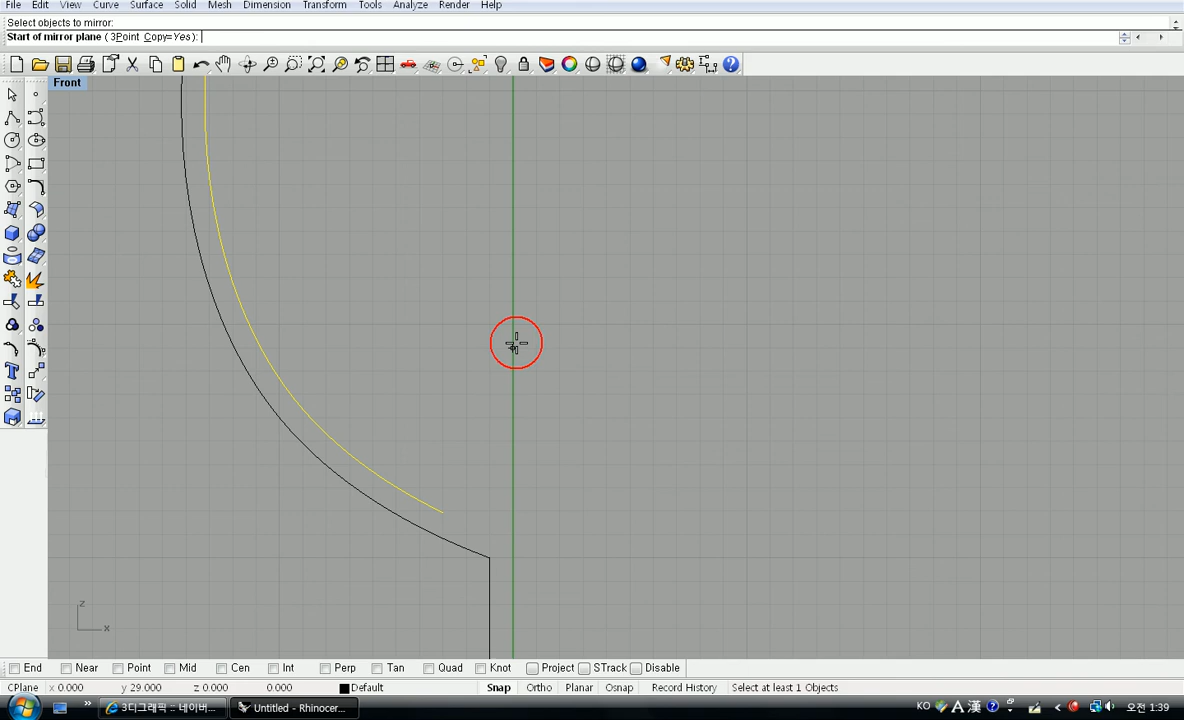 File Edit View Curve Surface Solid Mesh Dimension Transform Tools Analyze Render Help
Select objects to mirror:
Start of mirror plane ( 3Point Copy=Yes):
Front
z
x
End Near Point Mid Cen Int Perp Tan Quad Knot Project STrack Disable
CPlane x 0.000 y 29.000 z 0.000 0.000 Default Snap Ortho Planar Osnap Record History Select at least 1 Objects
3디그래픽 :: 네이버... Untitled - Rhinocer... KO A 漢 오전 1:39